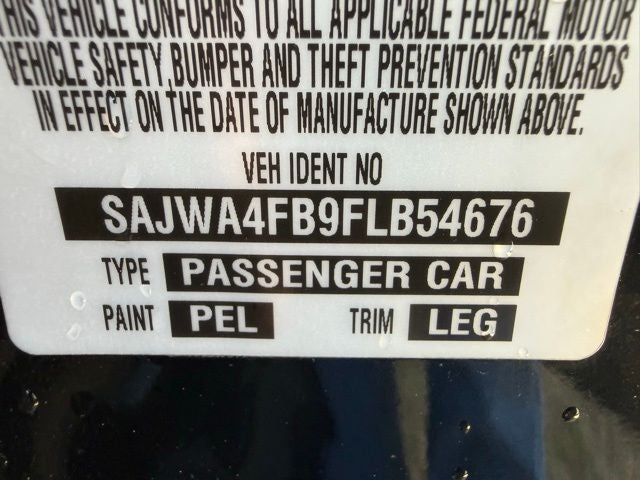 THIS VEHICLE CONFORMS TO ALL APPLICABLE FEDERAL MOTOR
VEHICLE SAFETY, BUMPER AND THEFT PREVENTION STANDARDS
IN EFFECT ON THE DATE OF MANUFACTURE SHOWN ABOVE.
VEH IDENT NO
SAJWA4FB9FLB54676
TYPE PASSENGER CAR
PAINT PEL TRIM LEG